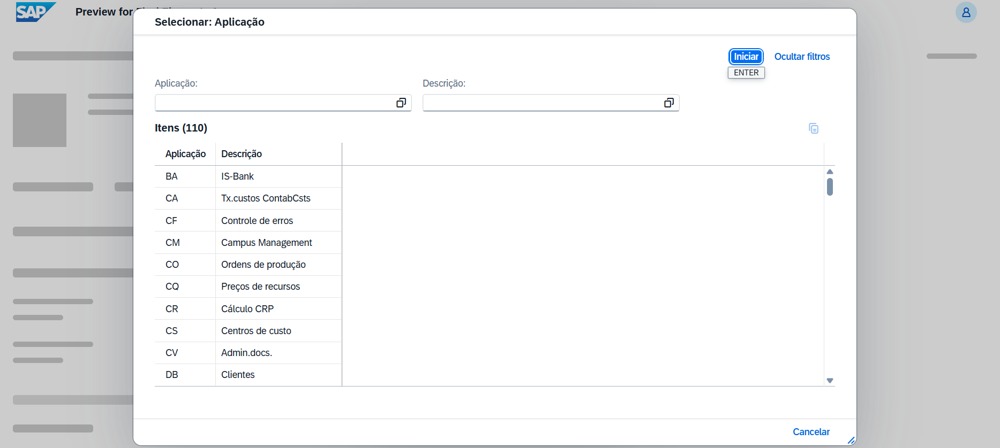 SAP
Preview for
Selecionar: Aplicação
Iniciar
Ocultar filtros
ENTER
Aplicação:
Descrição:
Itens (110)
Aplicação Descrição
BA IS-Bank
CA Tx.custos ContabCsts
CF Controle de erros
CM Campus Management
CO Ordens de produção
CQ Preços de recursos
CR Cálculo CRP
CS Centros de custo
CV Admin.docs.
DB Clientes
Cancelar